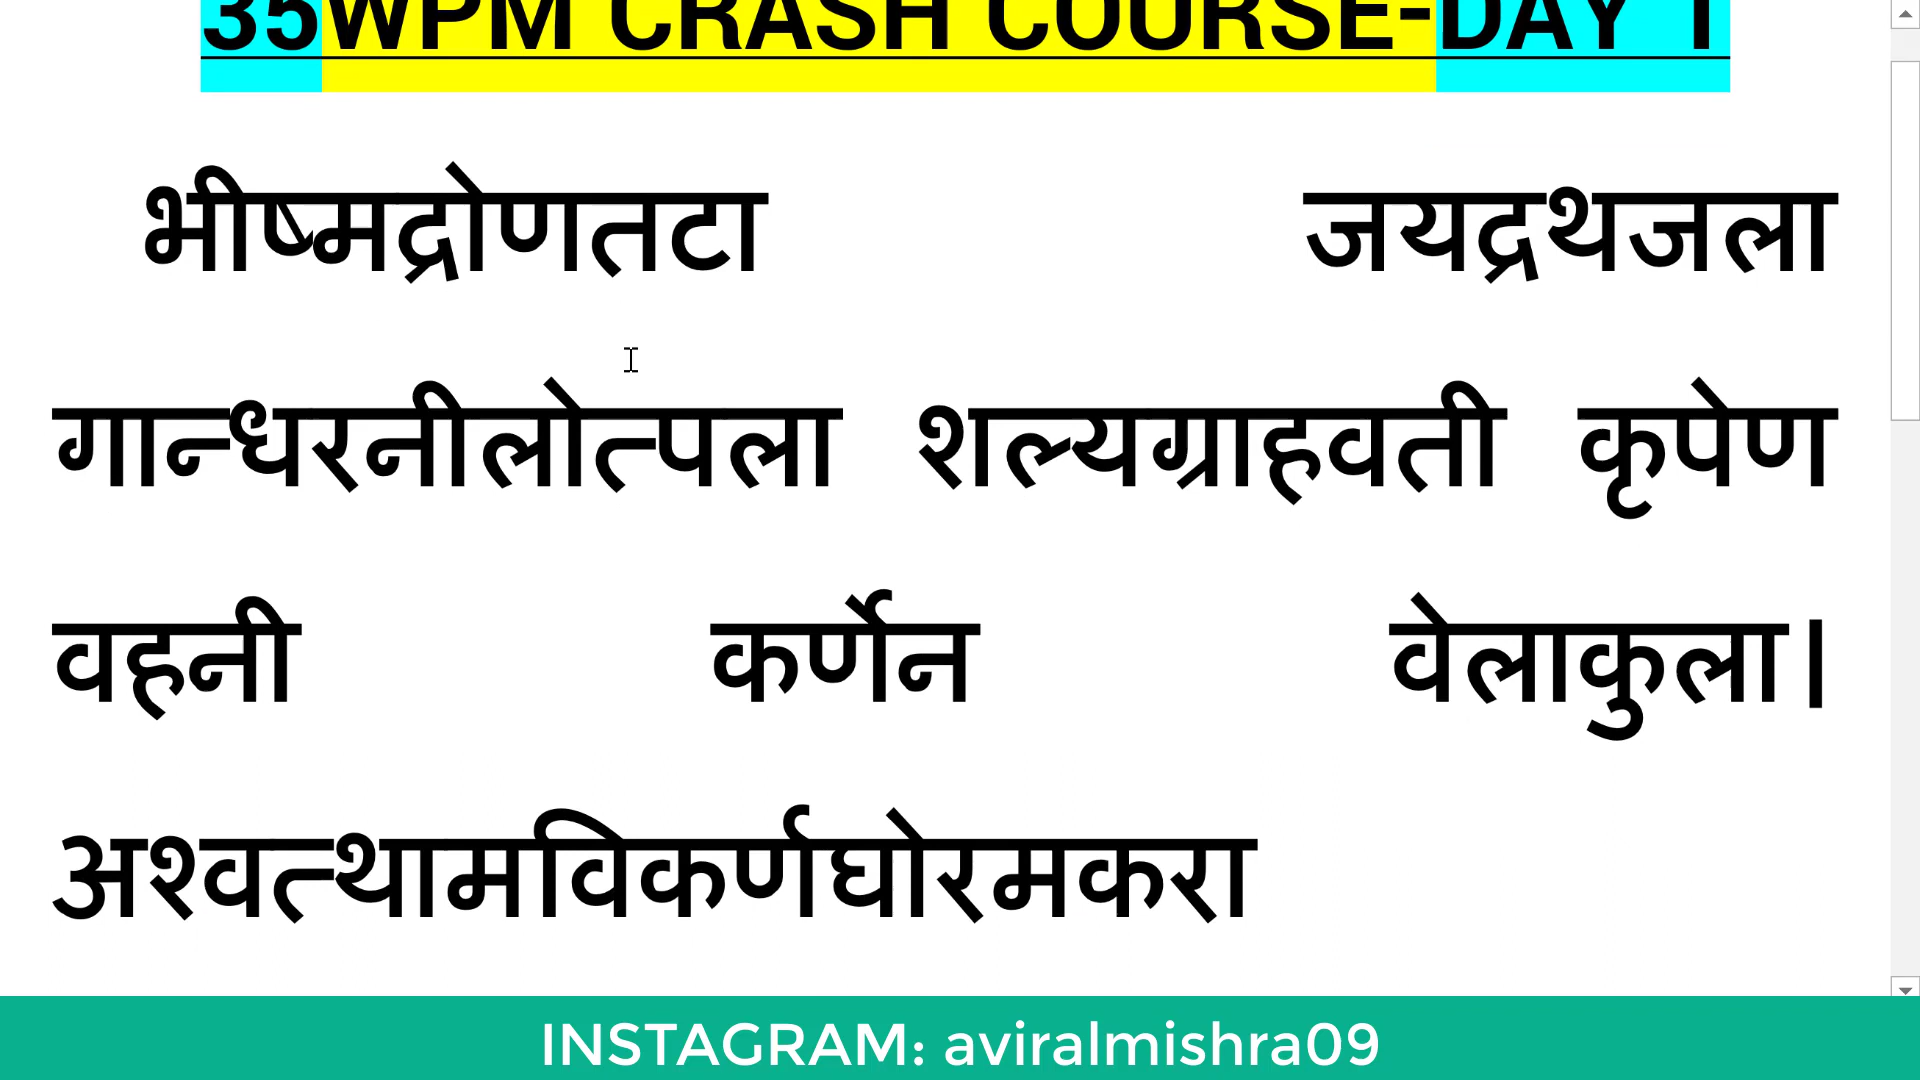 35WPM CRASH COURSE-DAY 1
भीष्मद्रोणतटा जयद्रथजला
गान्धरनीलोत्पला शल्यग्राहवती कृपेण
वहनी कर्णेन वेलाकुला।
अश्वत्थामविकर्णघोरमकरा
INSTAGRAM: aviralmishra09